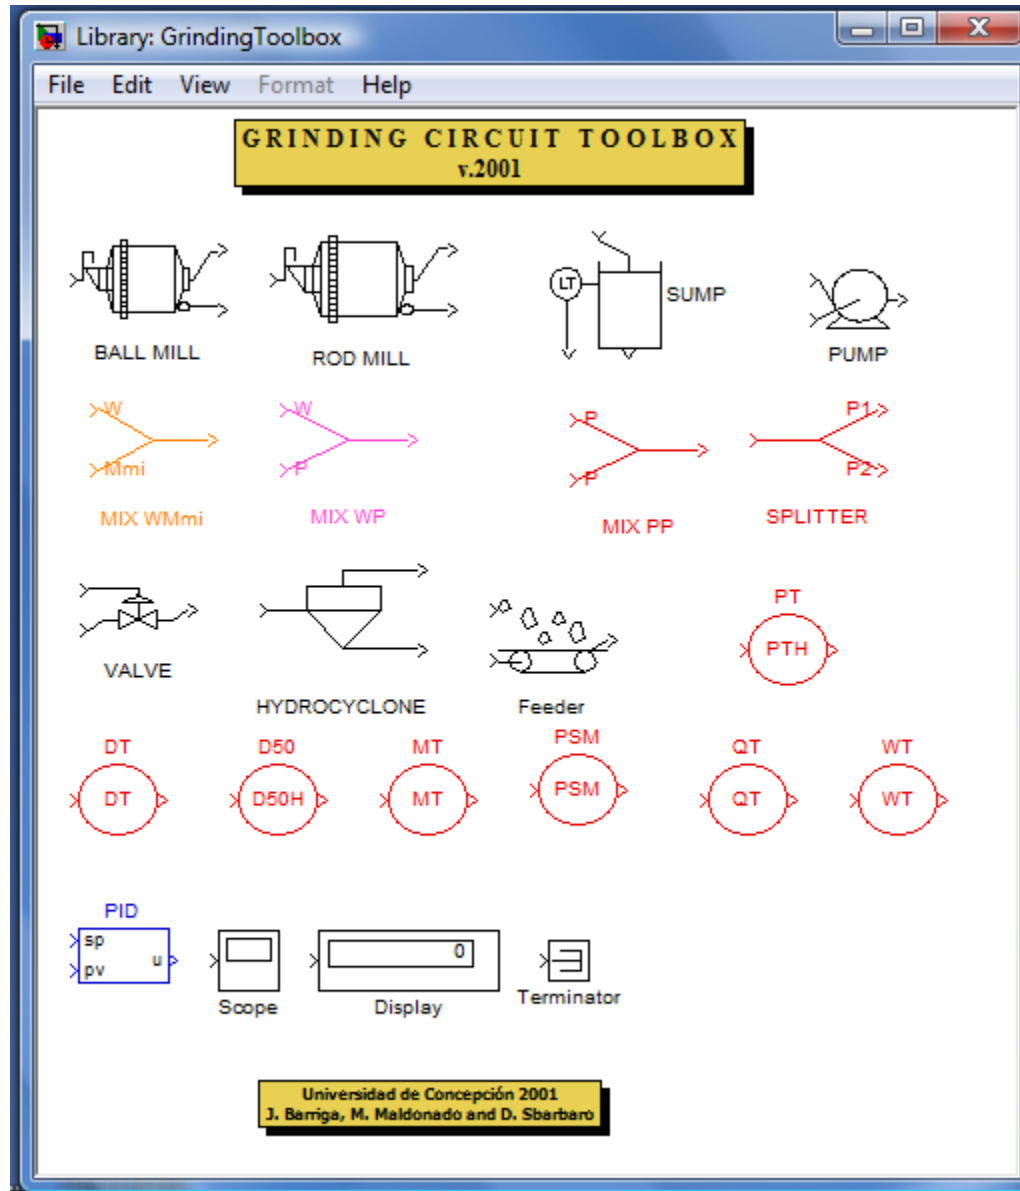 Library: GrindingToolbox
File Edit View Format Help
GRINDING CIRCUIT TOOLBOX
v.2001
LT
SUMP
BALL MILL
ROD MILL
PUMP
W
Mmi
MIX WMmi
W
P
MIX WP
P
P
MIX PP
P1
P2
SPLITTER
VALVE
HYDROCYCLONE
Feeder
PT
PTH
DT
DT
D50
D50H
MT
MT
PSM
PSM
QT
QT
WT
WT
PID
sp
pv
u
Scope
0
Display
Terminator
Universidad de Concepción 2001
J. Barriga, M. Maldonado and D. Sbarbaro